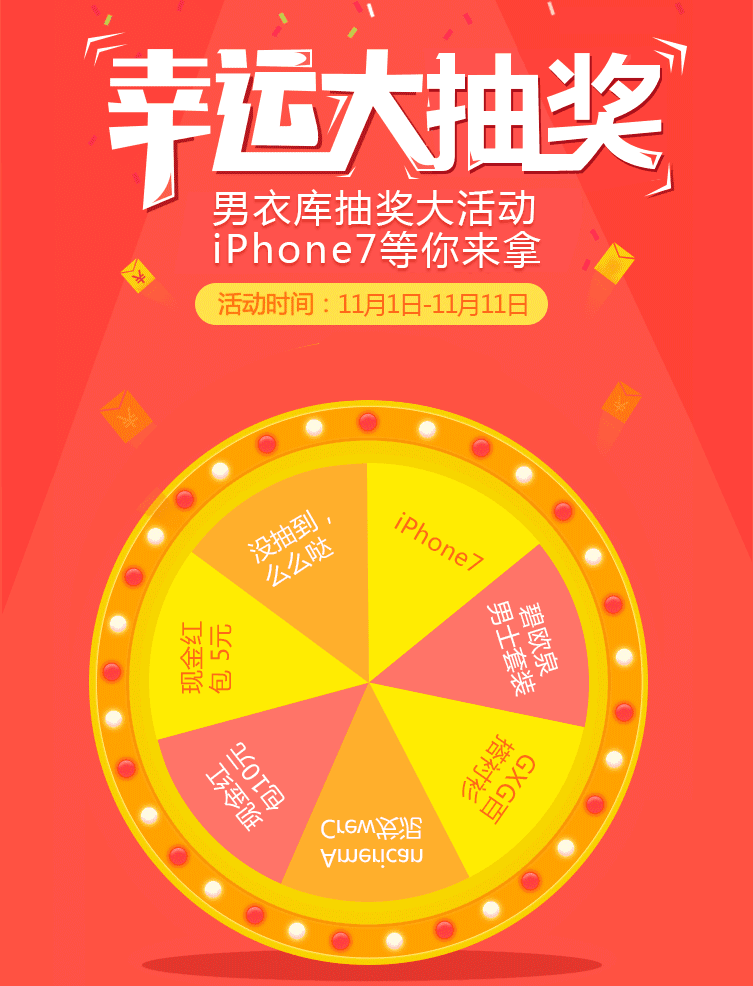 幸运大抽奖
男衣库抽奖大活动
iPhone7等你来拿
活动时间：11月1日-11月11日
iPhone7
碧欧泉
男士套装
GXG百
搭衬衫
American
Crew发泥
现金红
包10元
现金红
包 5元
没抽到，
么么哒